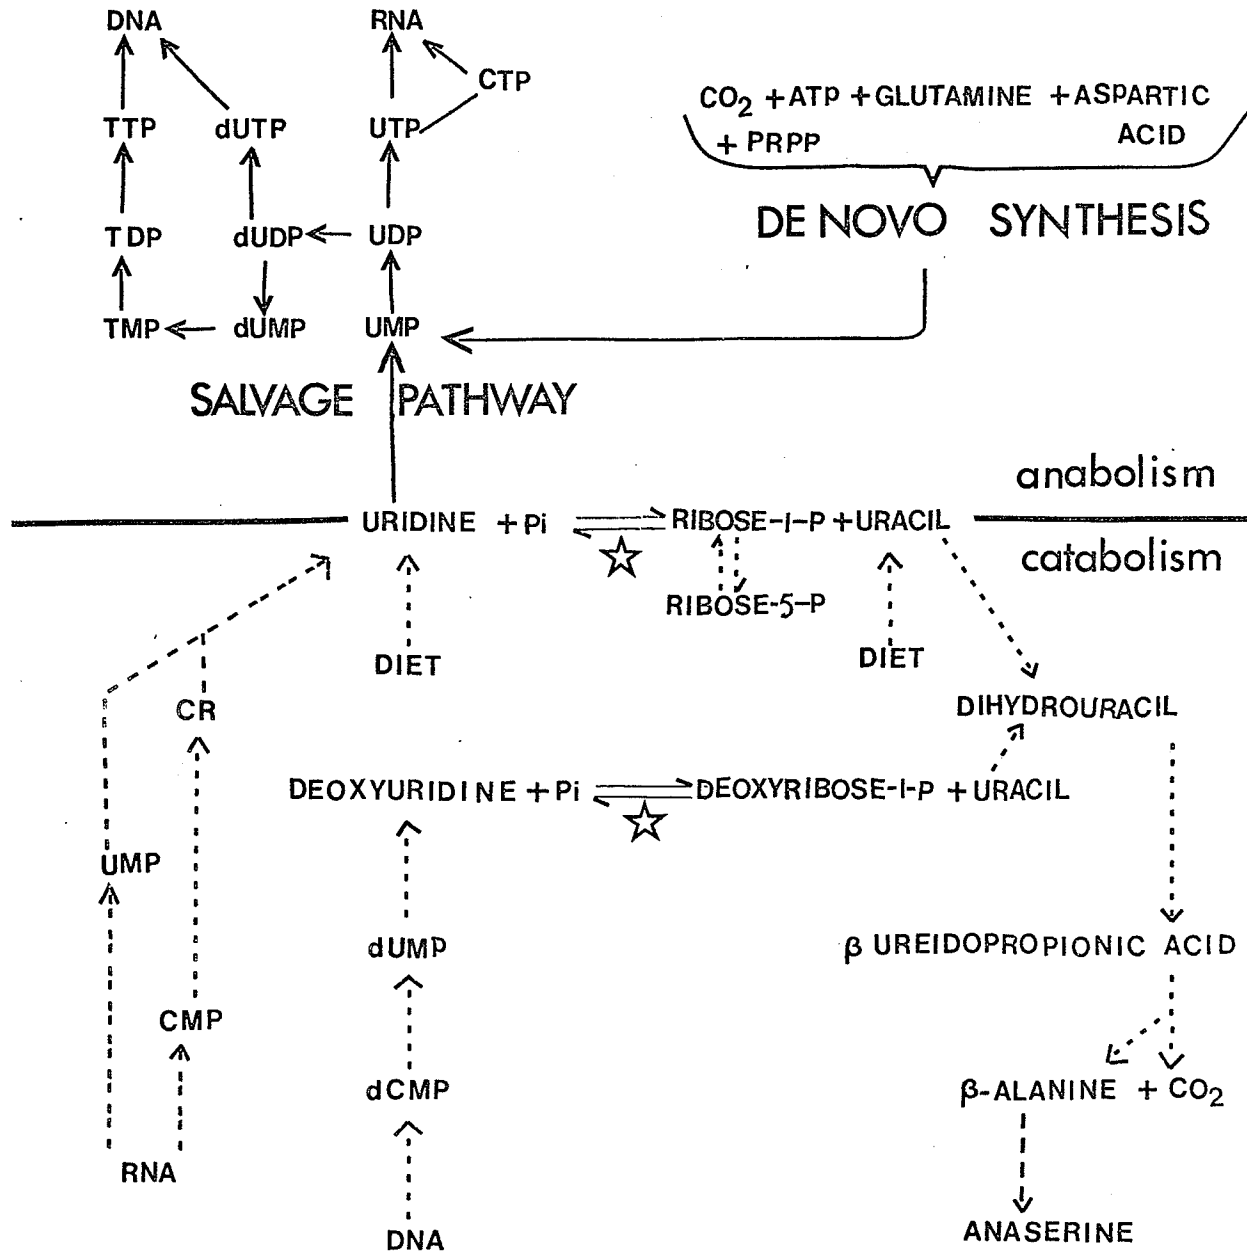 DNA RNA
CTP
CO2 + ATP + GLUTAMINE + ASPARTIC
TTP dUTP UTP + PRPP ACID
DE NOVO SYNTHESIS
TDP dUDP UDP
TMP dUMP UMP
SALVAGE PATHWAY
anabolism
URIDINE + Pi RIBOSE-1-P + URACIL
catabolism
RIBOSE-5-P
DIET DIET
CR DIHYDROURACIL
DEOXYURIDINE + Pi DEOXYRIBOSE-1-P + URACIL
UMP
dUMP β UREIDOPROPIONIC ACID
CMP
dCMP β-ALANINE + CO2
RNA
DNA ANASERINE